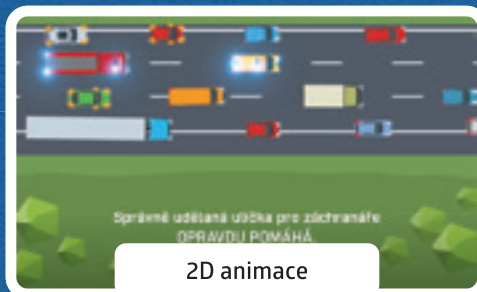 Správně udělaná ulička pro záchranáře
OPRAVDU POMÁHÁ.
2D animace